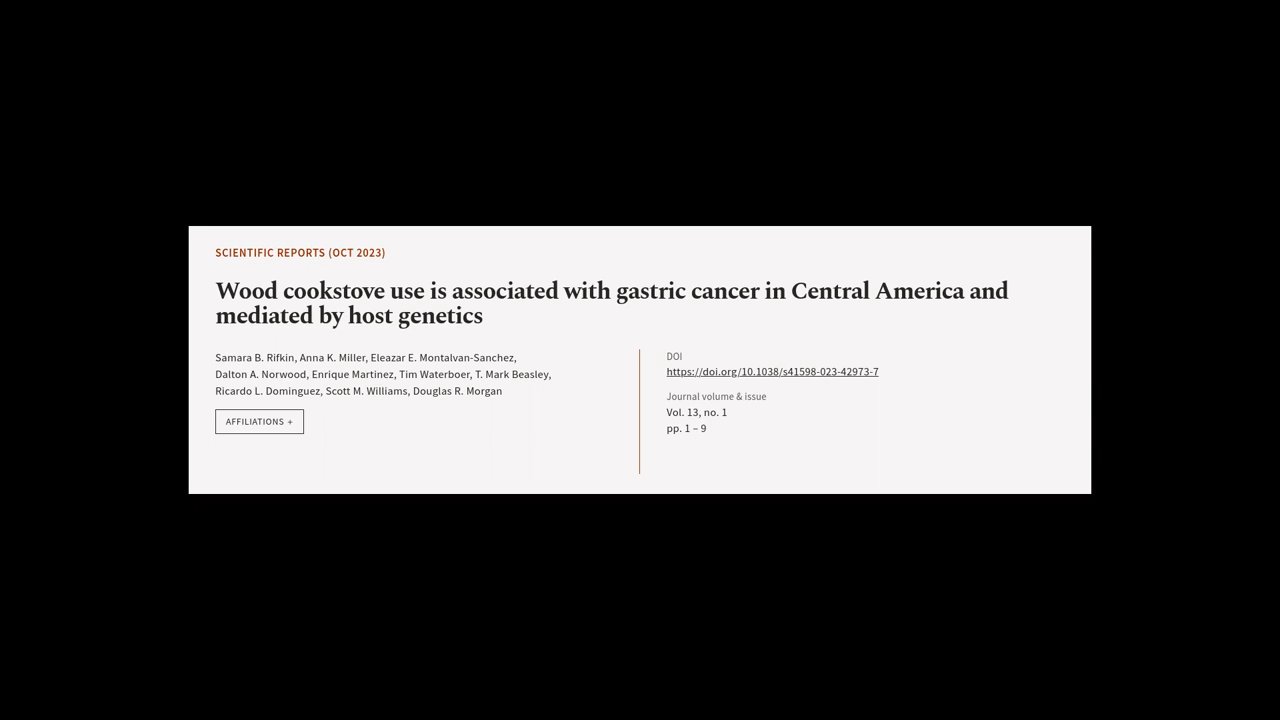 SCIENTIFIC REPORTS (OCT 2023)
Wood cookstove use is associated with gastric cancer in Central America and
mediated by host genetics
Samara B. Rifkin, Anna K. Miller, Eleazar E. Montalvan-Sanchez,
Dalton A. Norwood, Enrique Martinez, Tim Waterboer, T. Mark Beasley,
Ricardo L. Dominguez, Scott M. Williams, Douglas R. Morgan
AFFILIATIONS +
DOI
https://doi.org/10.1038/s41598-023-42973-7
Journal volume & issue
Vol. 13, no. 1
pp. 1 – 9